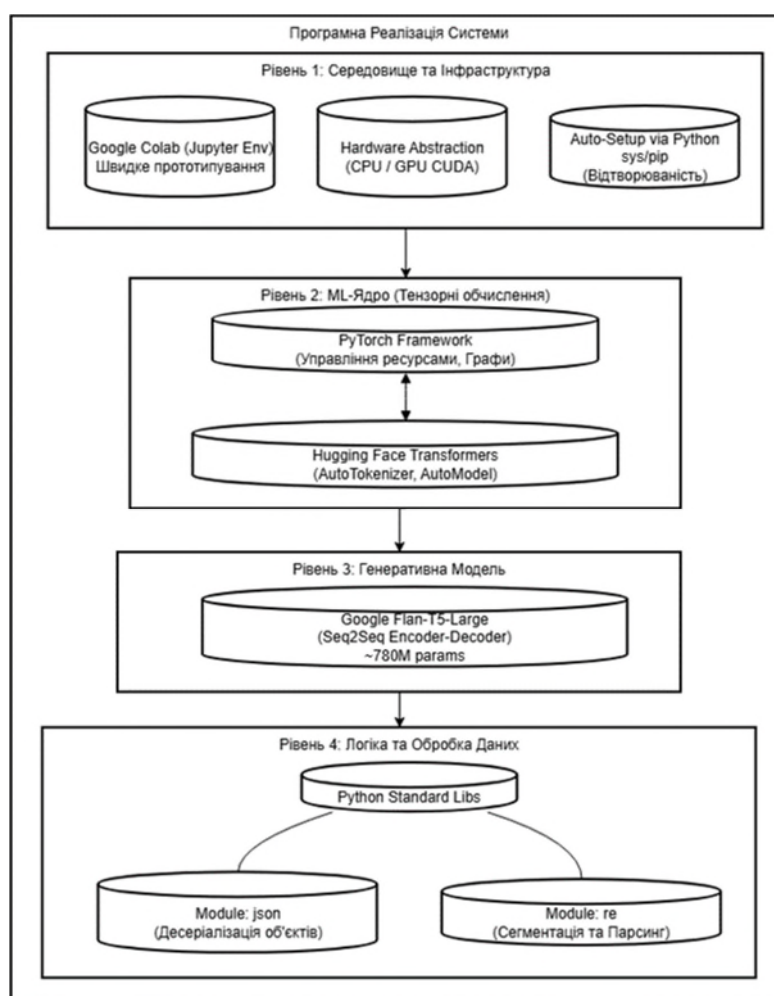 Програмна Реалізація Системи
Рівень 1: Середовище та Інфраструктура
Google Colab (Jupyter Env)
Швидке прототипування
Hardware Abstraction
(CPU / GPU CUDA)
Auto-Setup via Python
sys/pip
(Відтворюваність)
Рівень 2: ML-Ядро (Тензорні обчислення)
PyTorch Framework
(Управління ресурсами, Графи)
Hugging Face Transformers
(AutoTokenizer, AutoModel)
Рівень 3: Генеративна Модель
Google Flan-T5-Large
(Seq2Seq Encoder-Decoder)
~780M params
Рівень 4: Логіка та Обробка Даних
Python Standard Libs
Module: json
(Десеріалізація об'єктів)
Module: re
(Сегментація та Парсинг)